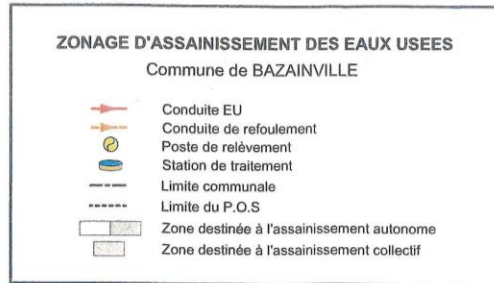 ZONAGE D'ASSAINISSEMENT DES EAUX USEES
Commune de BAZAINVILLE
Conduite EU
Conduite de refoulement
Poste de relèvement
Station de traitement
Limite communale
Limite du P.O.S
Zone destinée à l'assainissement autonome
Zone destinée à l'assainissement collectif